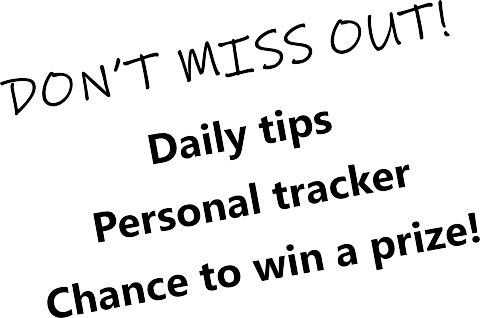 DON'T MISS OUT!
Daily tips
Personal tracker
Chance to win a prize!